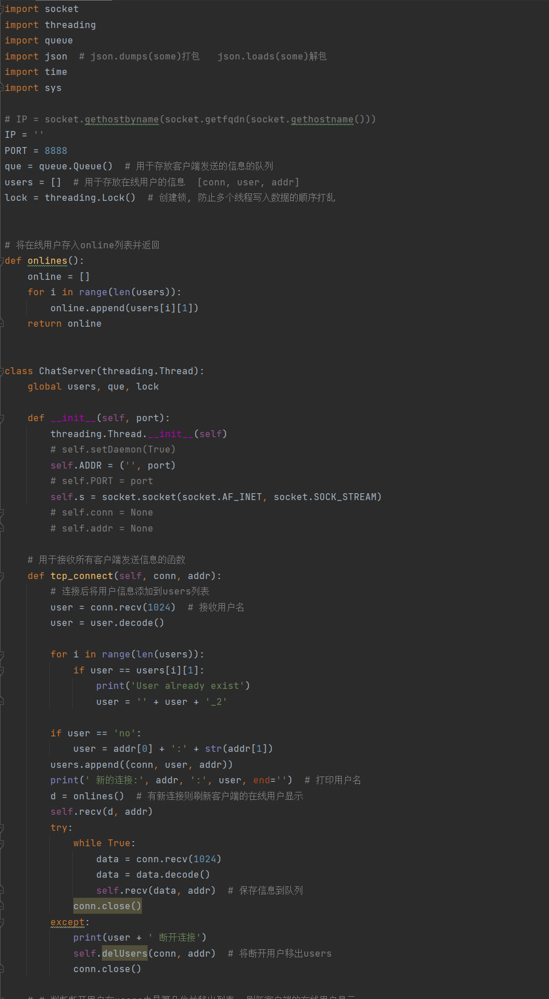 import socket
import threading
import queue
import json  # json.dumps(some)打包   json.loads(some)解包
import time
import sys
# IP = socket.gethostbyname(socket.getfqdn(socket.gethostname()))
IP = ''
PORT = 8888
que = queue.Queue()  # 用于存放客户端发送的信息的队列
users = []  # 用于存放在线用户的信息  [conn, user, addr]
lock = threading.Lock()  # 创建锁, 防止多个线程写入数据的顺序打乱
# 将在线用户存入online列表并返回
def onlines():
    online = []
    for i in range(len(users)):
        online.append(users[i][1])
    return online
class ChatServer(threading.Thread):
    global users, que, lock
    def __init__(self, port):
        threading.Thread.__init__(self)
        # self.setDaemon(True)
        self.ADDR = ('', port)
        # self.PORT = port
        self.s = socket.socket(socket.AF_INET, socket.SOCK_STREAM)
        # self.conn = None
        # self.addr = None
    # 用于接收所有客户端发送信息的函数
    def tcp_connect(self, conn, addr):
        # 连接后将用户信息添加到users列表
        user = conn.recv(1024)  # 接收用户名
        user = user.decode()
        for i in range(len(users)):
            if user == users[i][1]:
                print('User already exist')
                user = '' + user + '_2'
        if user == 'no':
            user = addr[0] + ':' + str(addr[1])
        users.append((conn, user, addr))
        print(' 新的连接:', addr, ':', user, end='')  # 打印用户名
        d = onlines()  # 有新连接则刷新客户端的在线用户显示
        self.recv(d, addr)
        try:
            while True:
                data = conn.recv(1024)
                data = data.decode()
                self.recv(data, addr)  # 保存信息到队列
            conn.close()
        except:
            print(user + ' 断开连接')
            self.delUsers(conn, addr)  # 将断开用户移出users
            conn.close()